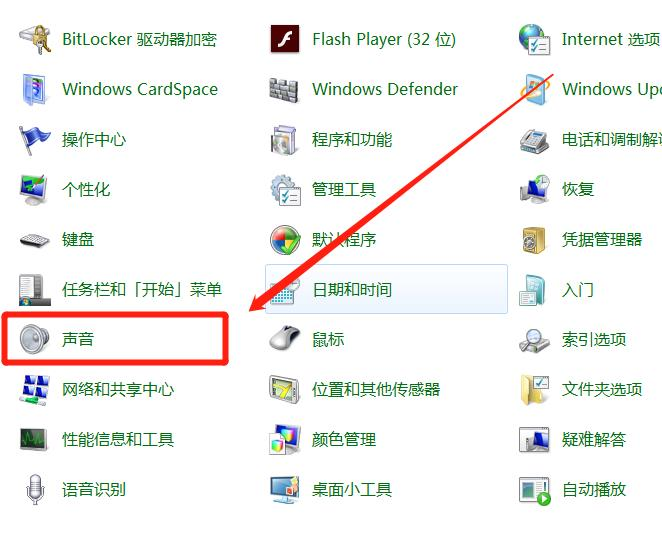 BitLocker 驱动器加密
Flash Player (32 位)
Internet 选项
Windows CardSpace
Windows Defender
Windows Upd
操作中心
程序和功能
电话和调制解
个性化
管理工具
恢复
键盘
默认程序
凭据管理器
任务栏和「开始」菜单
日期和时间
入门
声音
鼠标
索引选项
网络和共享中心
位置和其他传感器
文件夹选项
性能信息和工具
颜色管理
疑难解答
语音识别
桌面小工具
自动播放